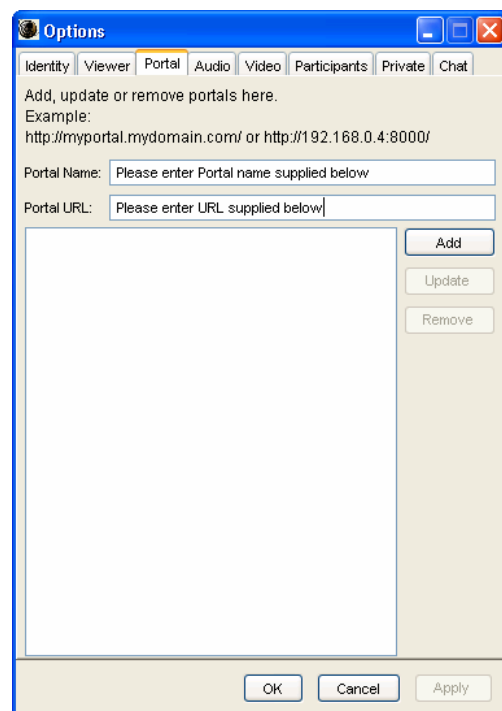 Options
Identity Viewer Portal Audio Video Participants Private Chat
Add, update or remove portals here.
Example:
http://myportal.mydomain.com/ or http://192.168.0.4:8000/
Portal Name: Please enter Portal name supplied below
Portal URL: Please enter URL supplied below
Add
Update
Remove
OK Cancel Apply